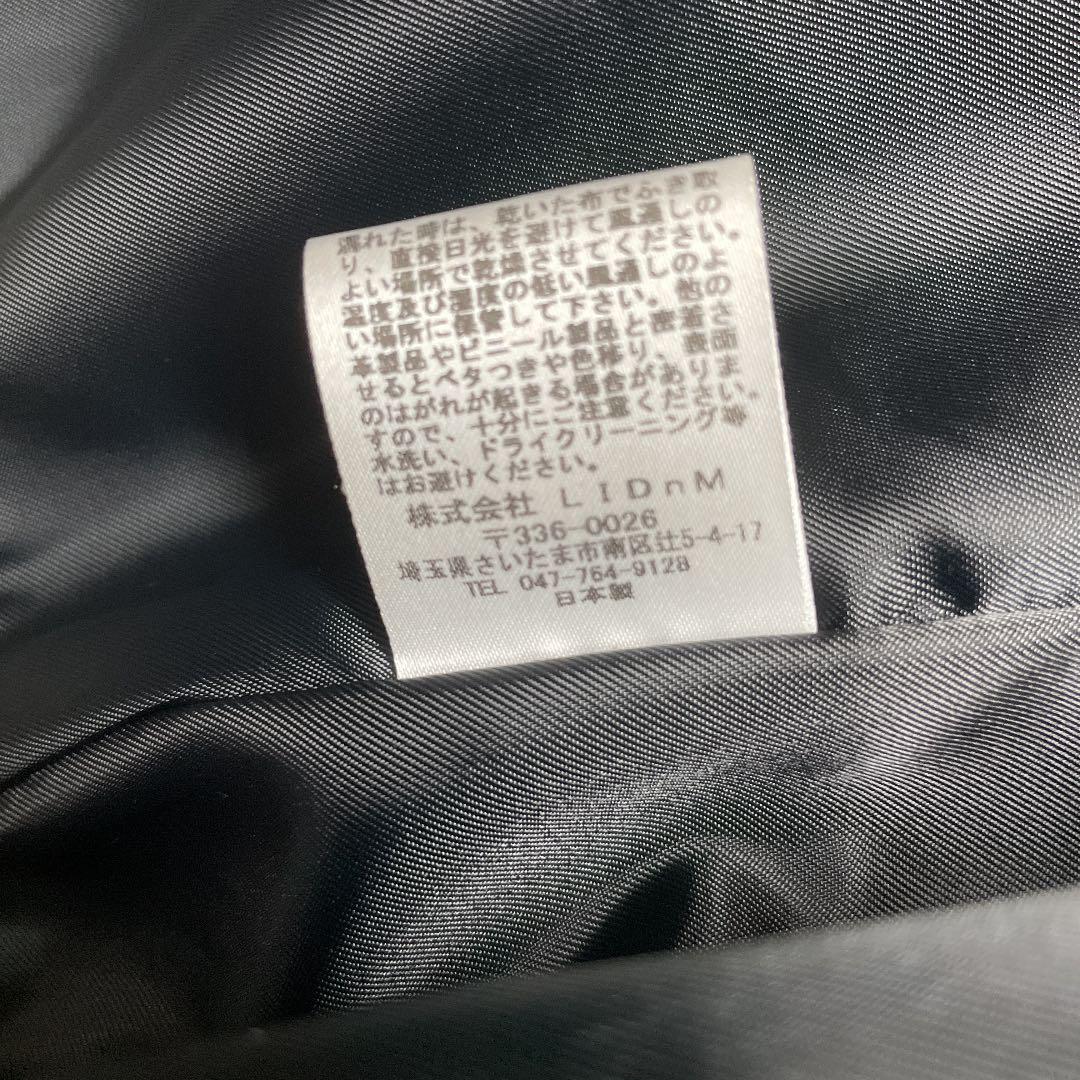 濡れた時は、乾いた布でふき取
り、直接日光を避けて風通しの
よい場所で乾燥させてください。
温度及び湿度の低い風通しのよ
い場所に保管して下さい。他の
革製品やビニール製品と密着さ
せるとベタつきや色移り、表面
のはがれが起きる場合がありま
すので、十分にご注意ください。
水洗い、ドライクリーニング等
はお避けください。
株式会社 LIDnM
〒336-0026
埼玉県さいたま市南区辻5-4-17
TEL 047-764-9128
日本製